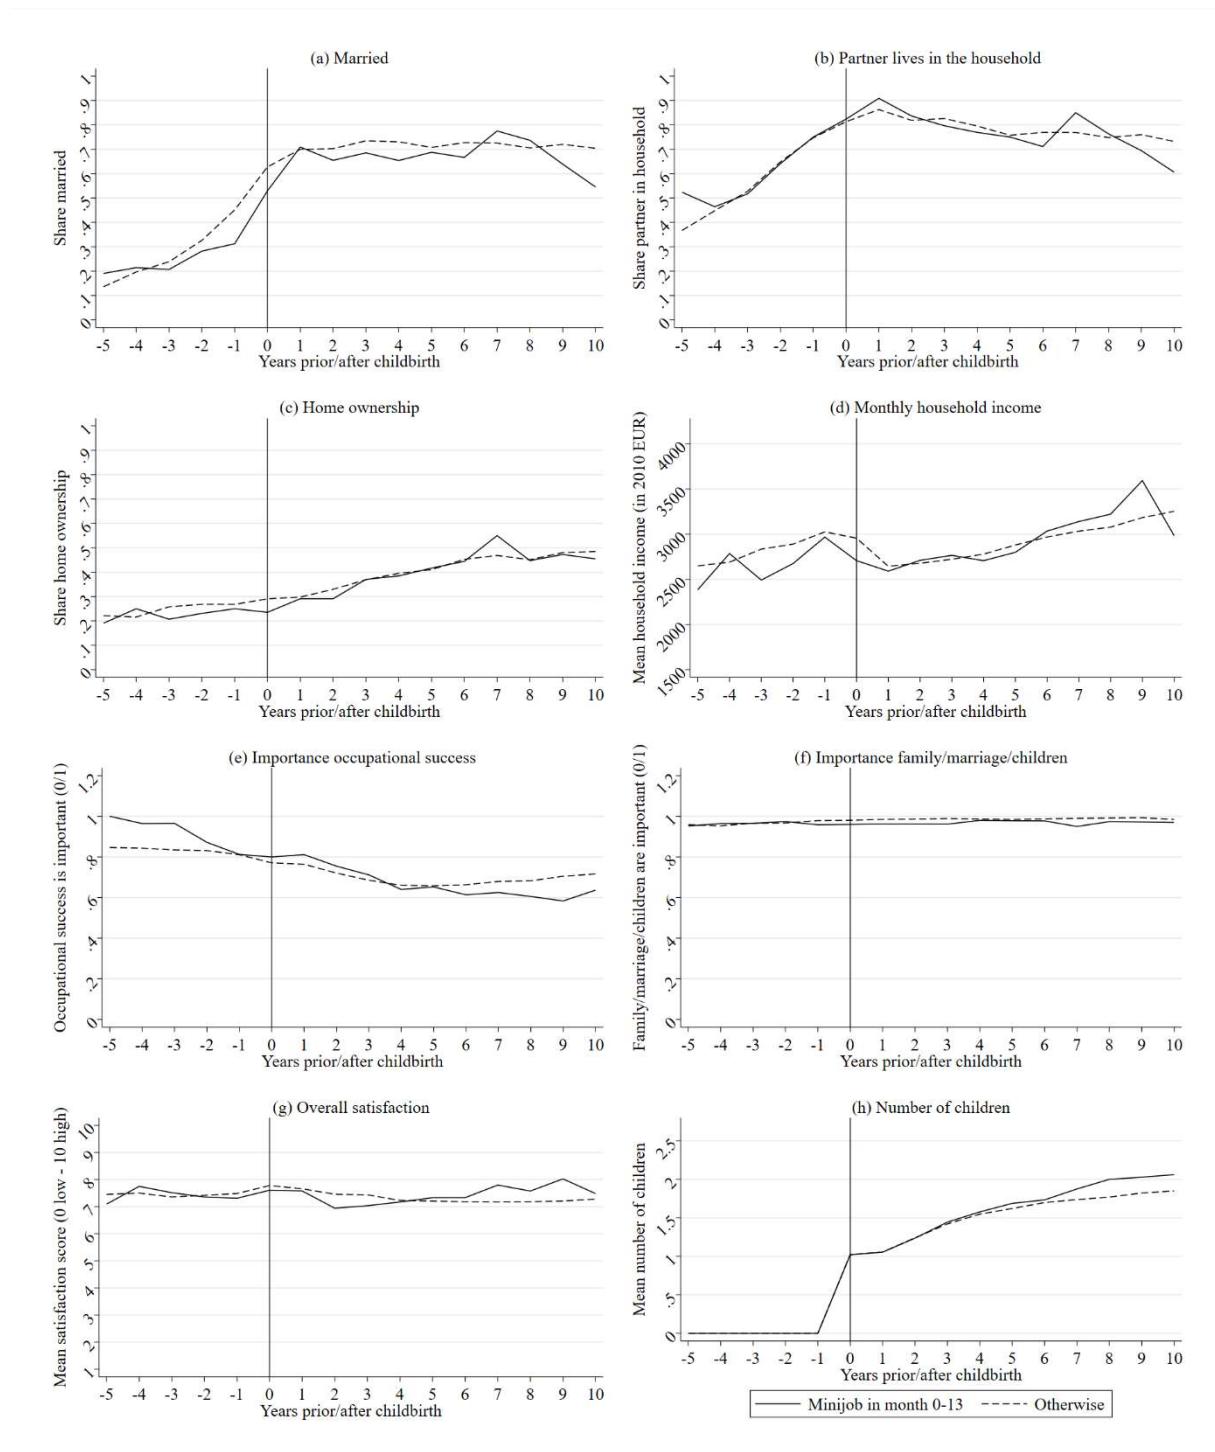 (a) Married
Share married
0 .1 .2 .3 .4 .5 .6 .7 .8 .9 1
-5 -4 -3 -2 -1 0 1 2 3 4 5 6 7 8 9 10
Years prior/after childbirth
(b) Partner lives in the household
Share partner in household
0 .1 .2 .3 .4 .5 .6 .7 .8 .9 1
-5 -4 -3 -2 -1 0 1 2 3 4 5 6 7 8 9 10
Years prior/after childbirth
(c) Home ownership
Share home ownership
0 .1 .2 .3 .4 .5 .6 .7 .8 .9 1
-5 -4 -3 -2 -1 0 1 2 3 4 5 6 7 8 9 10
Years prior/after childbirth
(d) Monthly household income
Mean household income (in 2010 EUR)
1500 2000 2500 3000 3500 4000
-5 -4 -3 -2 -1 0 1 2 3 4 5 6 7 8 9 10
Years prior/after childbirth
(e) Importance occupational success
Occupational success is important (0/1)
0 .2 .4 .6 .8 1 1.2
-5 -4 -3 -2 -1 0 1 2 3 4 5 6 7 8 9 10
Years prior/after childbirth
(f) Importance family/marriage/children
Family/marriage/children are important (0/1)
0 .2 .4 .6 .8 1 1.2
-5 -4 -3 -2 -1 0 1 2 3 4 5 6 7 8 9 10
Years prior/after childbirth
(g) Overall satisfaction
Mean satisfaction score (0 low - 10 high)
1 2 3 4 5 6 7 8 9 10
-5 -4 -3 -2 -1 0 1 2 3 4 5 6 7 8 9 10
Years prior/after childbirth
(h) Number of children
Mean number of children
0 .5 1 1.5 2 2.5
-5 -4 -3 -2 -1 0 1 2 3 4 5 6 7 8 9 10
Years prior/after childbirth
Minijob in month 0-13 Otherwise